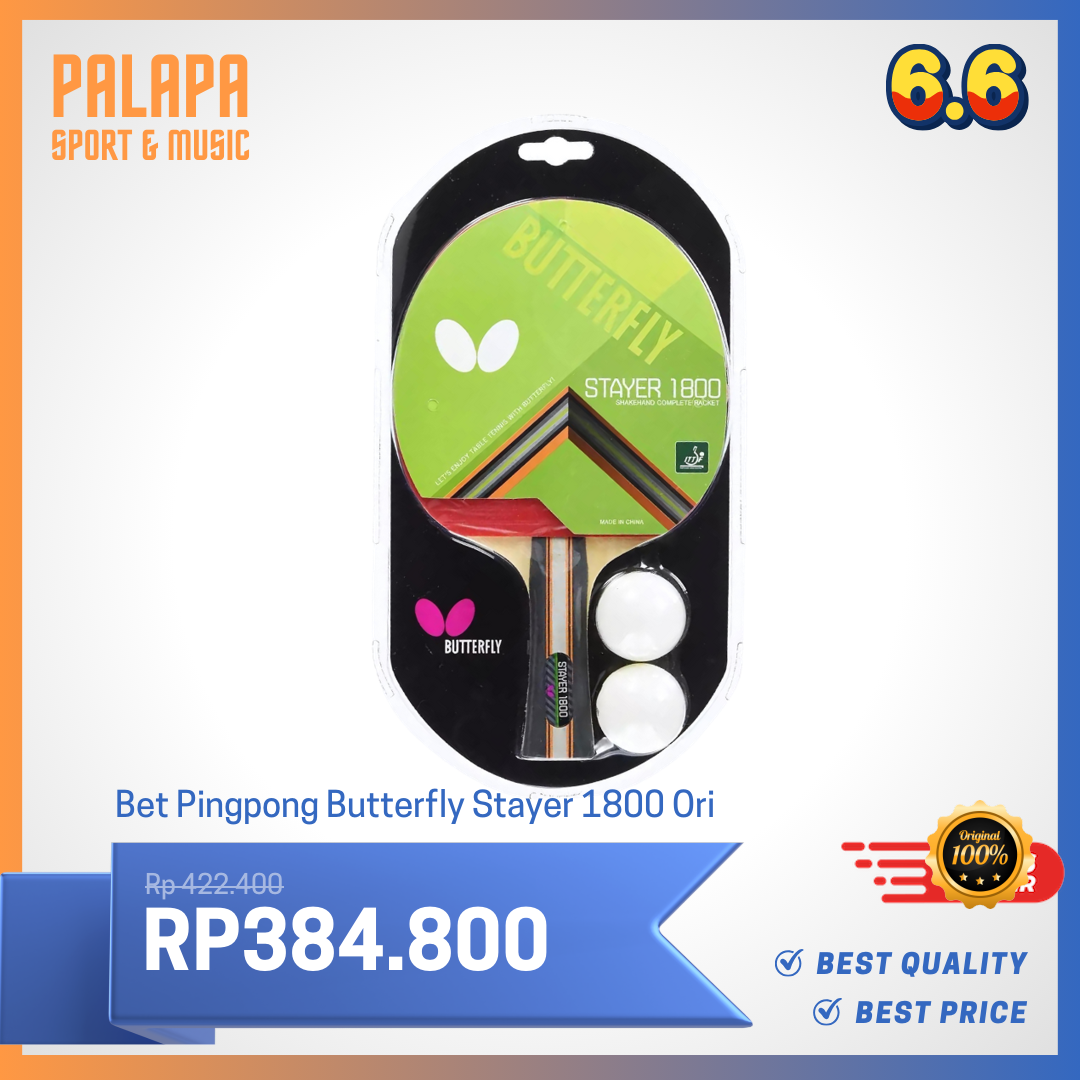 PALAPA
SPORT & MUSIC
6.6
BUTTERFLY
STAYER 1800
SHAKEHAND COMPLETE RACKET
LET'S ENJOY TABLE TENNIS WITH BUTTERFLY!
ITTF
MADE IN CHINA
BUTTERFLY
STAYER 1800
Bet Pingpong Butterfly Stayer 1800 Ori
Rp 422.400
RP384.800
Original
100%
BEST QUALITY
BEST PRICE